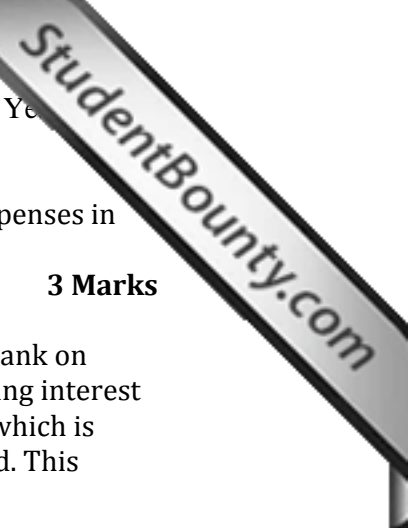 StudentBounty.com
Ye
penses in
3 Marks
ank on
ng interest
which is
d. This